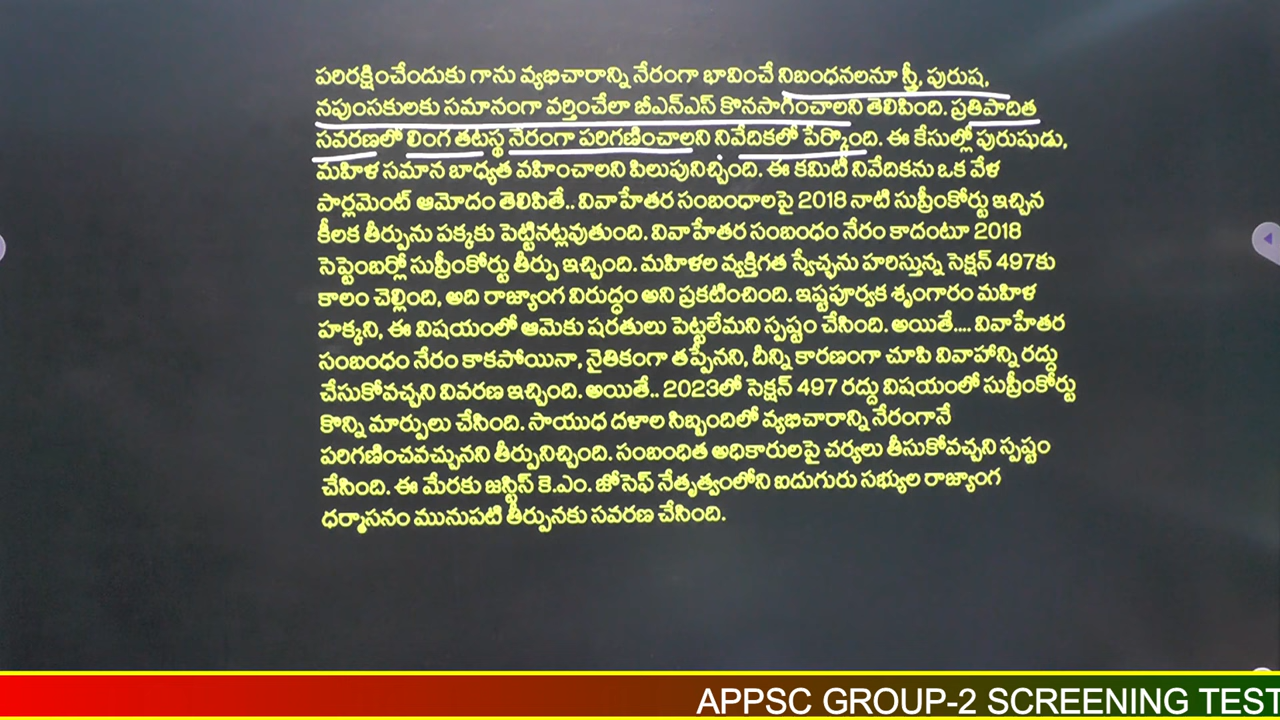 పరిరక్షించేందుకు గాను వ్యభిచారాన్ని నేరంగా భావించే నిబంధనలనూ స్త్రీ, పురుష,
నపుంసకులకు సమానంగా వర్తించేలా బీఎన్ఎస్ కొనసాగించాలని తెలిపింది. ప్రతిపాదిత
సవరణలో లింగ తటస్థ నేరంగా పరిగణించాలని నివేదికలో పేర్కొంది. ఈ కేసుల్లో పురుషుడు,
మహిళ సమాన బాధ్యత వహించాలని పిలుపునిచ్చింది. ఈ కమిటీ నివేదికను ఒక వేళ
పార్లమెంట్ ఆమోదం తెలిపితే.. వివాహేతర సంబంధాలపై 2018 నాటి సుప్రీంకోర్టు ఇచ్చిన
కీలక తీర్పును పక్కకు పెట్టినట్లవుతుంది. వివాహేతర సంబంధం నేరం కాదంటూ 2018
సెప్టెంబర్లో సుప్రీంకోర్టు తీర్పు ఇచ్చింది. మహిళల వ్యక్తిగత స్వేచ్ఛను హరిస్తున్న సెక్షన్ 497కు
కాలం చెల్లింది, అది రాజ్యాంగ విరుద్ధం అని ప్రకటించింది. ఇష్టపూర్వక శృంగారం మహిళ
హక్కని, ఈ విషయంలో ఆమెకు షరతులు పెట్టలేమని స్పష్టం చేసింది. అయితే.... వివాహేతర
సంబంధం నేరం కాకపోయినా, నైతికంగా తప్పేనని, దీన్ని కారణంగా చూపి వివాహాన్ని రద్దు
చేసుకోవచ్చని వివరణ ఇచ్చింది. అయితే.. 2023లో సెక్షన్ 497 రద్దు విషయంలో సుప్రీంకోర్టు
కొన్ని మార్పులు చేసింది. సాయుధ దళాల సిబ్బందిలో వ్యభిచారాన్ని నేరంగానే
పరిగణించవచ్చునని తీర్పునిచ్చింది. సంబంధిత అధికారులపై చర్యలు తీసుకోవచ్చని స్పష్టం
చేసింది. ఈ మేరకు జస్టిస్ కె.ఎం. జోసెఫ్ నేతృత్వంలోని ఐదుగురు సభ్యుల రాజ్యాంగ
ధర్మాసనం మునుపటి తీర్పునకు సవరణ చేసింది.
APPSC GROUP-2 SCREENING TEST